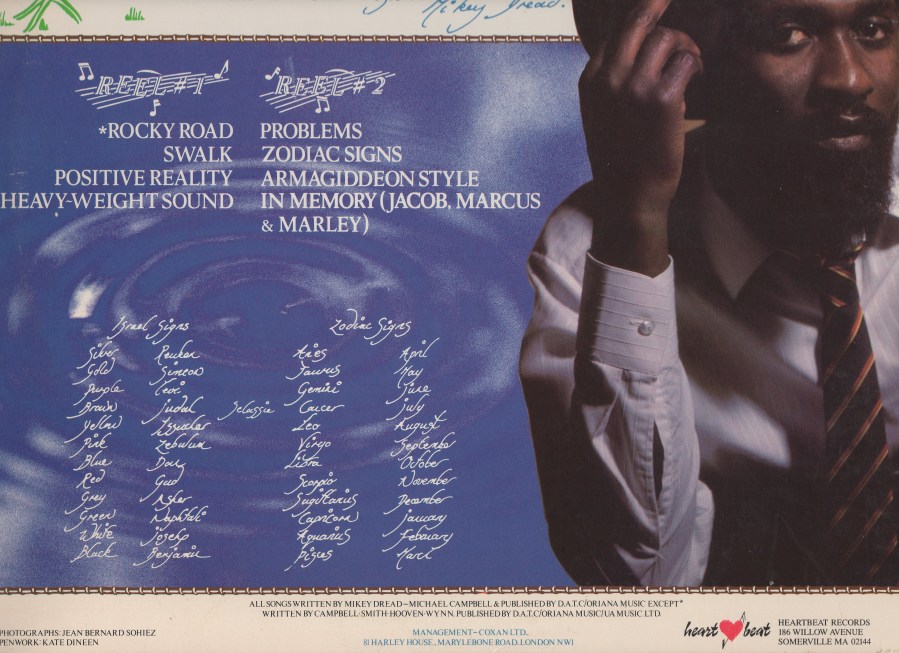 Mikey Dread.
REEL #1
*ROCKY ROAD
SWALK
POSITIVE REALITY
HEAVY-WEIGHT SOUND
REEL #2
PROBLEMS
ZODIAC SIGNS
ARMAGIDDEON STYLE
IN MEMORY (JACOB, MARCUS
& MARLEY)
Israel Signs Zodiac Signs
Silver Reuben Aries April
Gold Simeon Taurus May
Purple Levi Gemini June
Brown Judah Selassie Cancer July
Yellow Issachar Leo August
Pink Zebulun Virgo September
Blue Dan Libra October
Red Gad Scorpio November
Grey Asher Sagittarius December
Green Naphtali Capricorn January
White Joseph Aquarius February
Black Benjamin Pisces March
ALL SONGS WRITTEN BY MIKEY DREAD-MICHAEL CAMPBELL & PUBLISHED BY D.A.T.C/ORIANA MUSIC EXCEPT*
WRITTEN BY CAMPBELL-SMITH-HOOVEN-WYNN. PUBLISHED BY D.A.T.C/ORIANA MUSIC/UA MUSIC LTD.
PHOTOGRAPHS: JEAN BERNARD SOHIEZ
PENWORK: KATE DINEEN
MANAGEMENT-COXAN LTD.
81 HARLEY HOUSE, MARYLEBONE ROAD, LONDON NW1
heart beat
HEARTBEAT RECORDS
186 WILLOW AVENUE
SOMERVILLE MA 02144